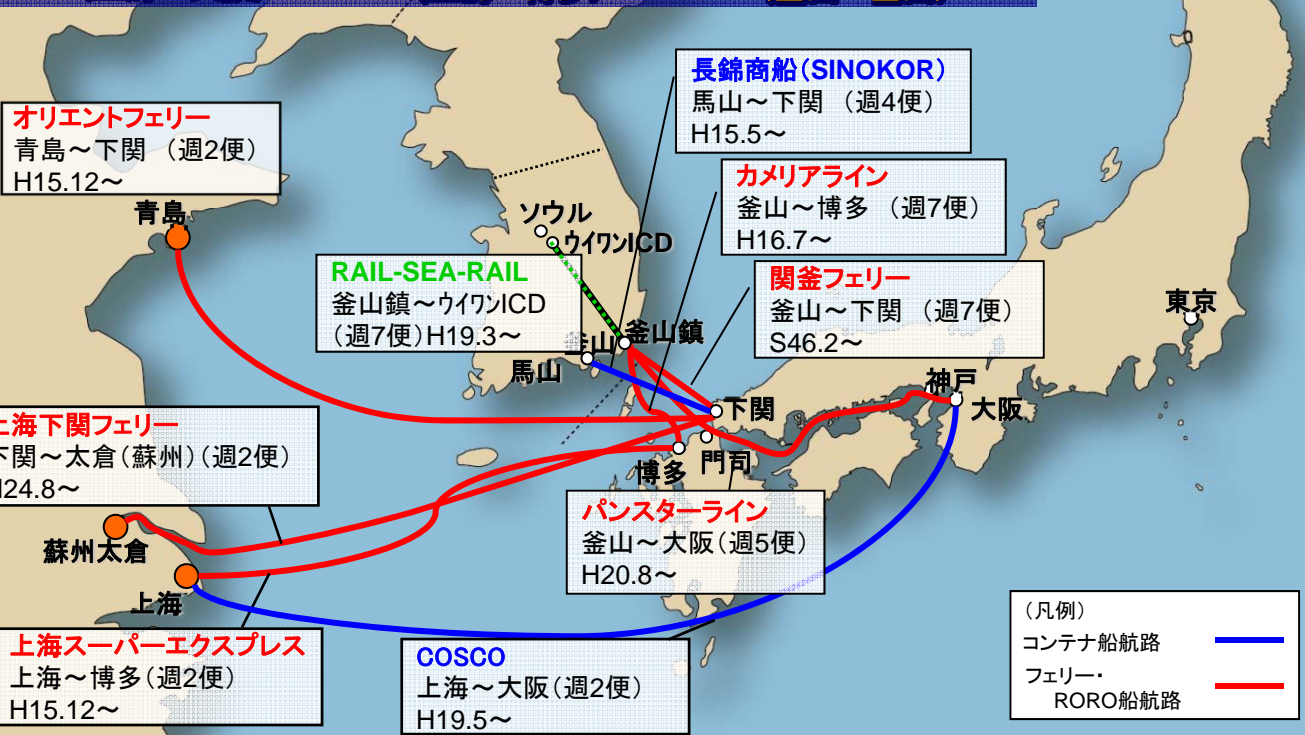 長錦商船(SINOKOR)
馬山～下関 (週4便)
H15.5～
オリエントフェリー
青島～下関 (週2便)
H15.12～
カメリアライン
釜山～博多 (週7便)
H16.7～
青島
ソウル
ウイワンICD
RAIL-SEA-RAIL
釜山鎮～ウイワンICD
(週7便)H19.3～
関釜フェリー
釜山～下関 (週7便)
S46.2～
東京
釜山鎮
釜山
馬山
神戸
大阪
下関
門司
博多
上海下関フェリー
下関～太倉(蘇州)(週2便)
H24.8～
パンスターライン
釜山～大阪(週5便)
H20.8～
蘇州太倉
上海
上海スーパーエクスプレス
上海～博多(週2便)
H15.12～
COSCO
上海～大阪(週2便)
H19.5～
(凡例)
コンテナ船航路
フェリー・
RORO船航路